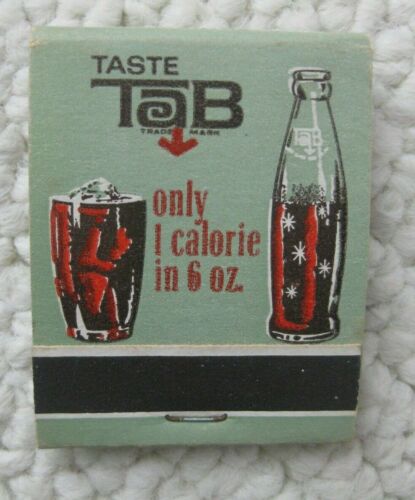 TASTE
TaB
TRADE MARK
only
1 calorie
in 6 oz.